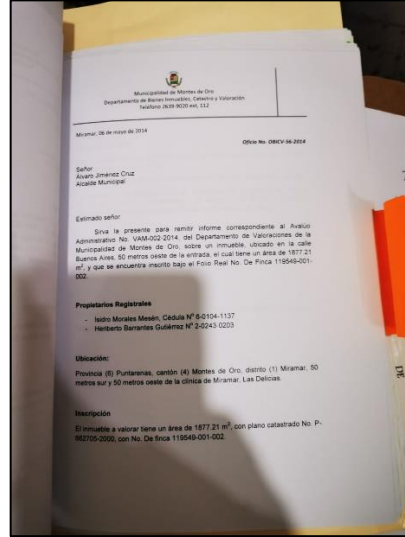 Municipalidad de Montes de Oro
Departamento de Bienes Inmuebles, Catastro y Valoración
Teléfono 2639-9020 ext. 112
Miramar, 06 de mayo de 2014
Oficio No. OBICV-56-2014
Señor
Álvaro Jiménez Cruz
Alcalde Municipal
Estimado señor:
Sirva la presente para remitir informe correspondiente al Avalúo
Administrativo No. VAM-002-2014, del Departamento de Valoraciones de la
Municipalidad de Montes de Oro, sobre un inmueble, ubicado en la calle
Buenos Aires, 50 metros oeste de la entrada, el cual tiene un área de 1877.21
m², y que se encuentra inscrito bajo el Folio Real No. De Finca 119549-001-
002.
Propietarios Registrales
- Isidro Morales Mesén, Cédula Nº 6-0104-1137
- Heriberto Barrantes Gutiérrez Nº 2-0243-0203
Ubicación:
Provincia (6) Puntarenas, cantón (4) Montes de Oro, distrito (1) Miramar, 50
metros sur y 50 metros oeste de la clínica de Miramar, Las Delicias.
Inscripción
El inmueble a valorar tiene un área de 1877.21 m², con plano catastrado No. P-
662705-2000, con No. De finca 119549-001-002.